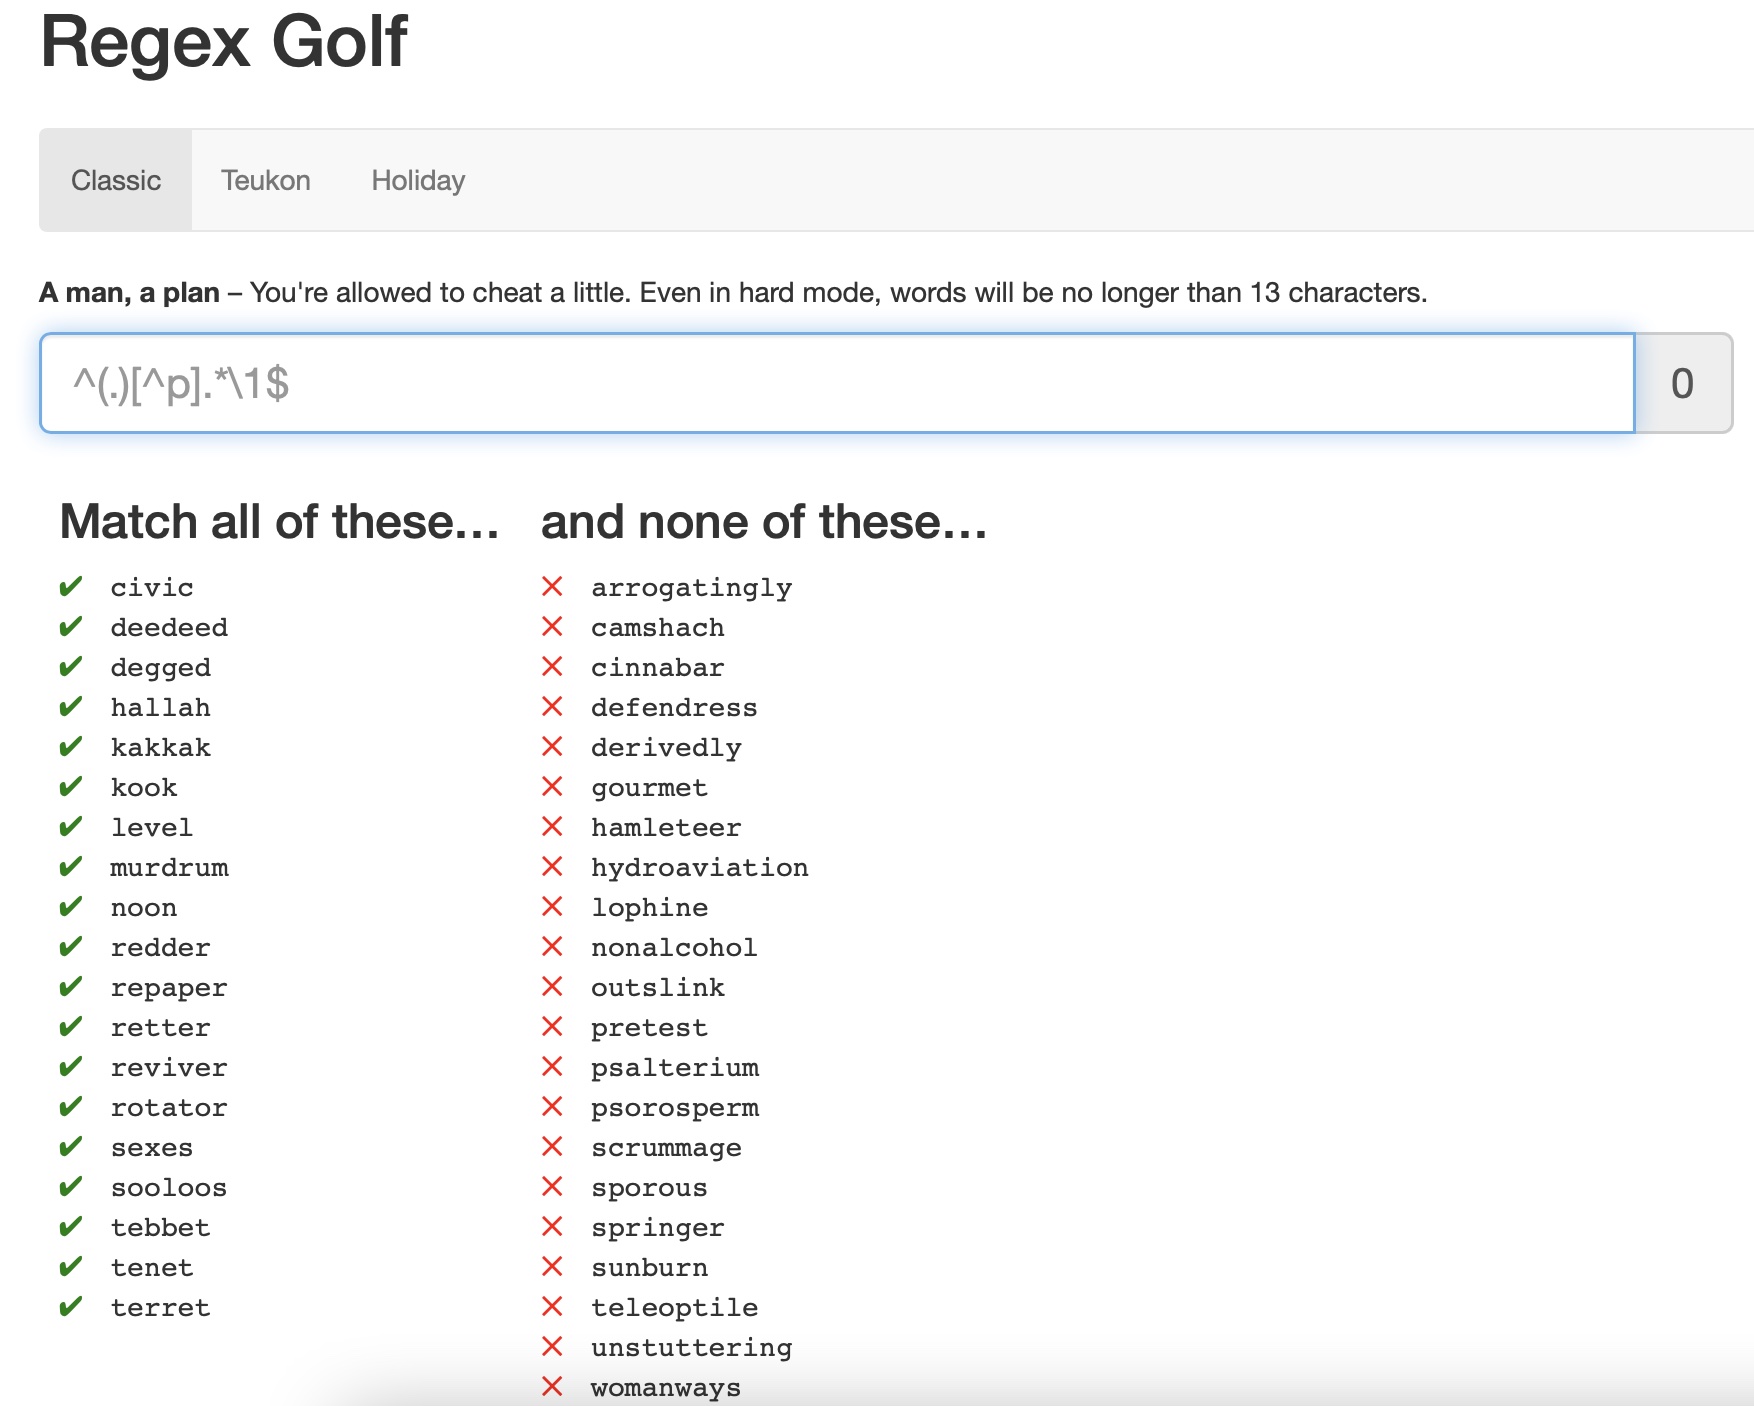 Regex Golf
Classic Teukon Holiday
A man, a plan – You're allowed to cheat a little. Even in hard mode, words will be no longer than 13 characters.
^(.)[^p].*\1$ 0
Match all of these… and none of these…
✔ civic ✕ arrogatingly
✔ deedeed ✕ camshach
✔ degged ✕ cinnabar
✔ hallah ✕ defendress
✔ kakkak ✕ derivedly
✔ kook ✕ gourmet
✔ level ✕ hamleteer
✔ murdrum ✕ hydroaviation
✔ noon ✕ lophine
✔ redder ✕ nonalcohol
✔ repaper ✕ outslink
✔ retter ✕ pretest
✔ reviver ✕ psalterium
✔ rotator ✕ psorosperm
✔ sexes ✕ scrummage
✔ sooloos ✕ sporous
✔ tebbet ✕ springer
✔ tenet ✕ sunburn
✔ terret ✕ teleoptile
✕ unstuttering
✕ womanways